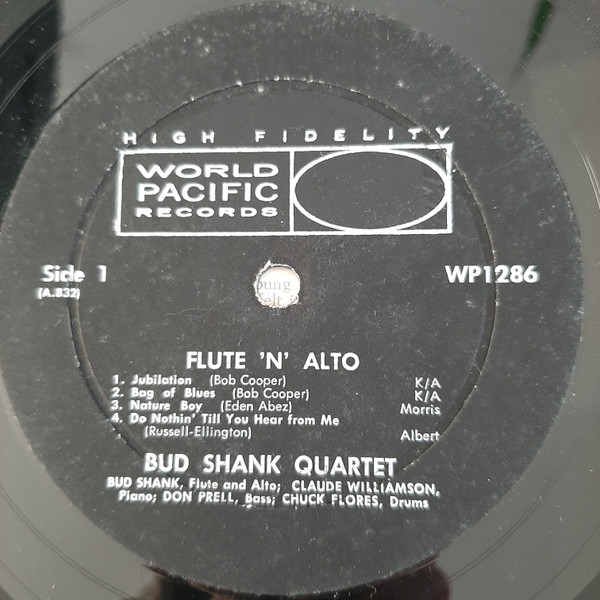 HIGH FIDELITY
WORLD
PACIFIC
RECORDS
Side 1
WP1286
(A.832)
FLUTE 'N' ALTO
1. Jubilation (Bob Cooper) K/A
2. Bag of Blues (Bob Cooper) K/A
3. Nature Boy (Eden Abez) Morris
4. Do Nothin' Till You Hear from Me
(Russell-Ellington) Albert
BUD SHANK QUARTET
BUD SHANK, Flute and Alto; CLAUDE WILLIAMSON,
Piano; DON PRELL, Bass; CHUCK FLORES, Drums